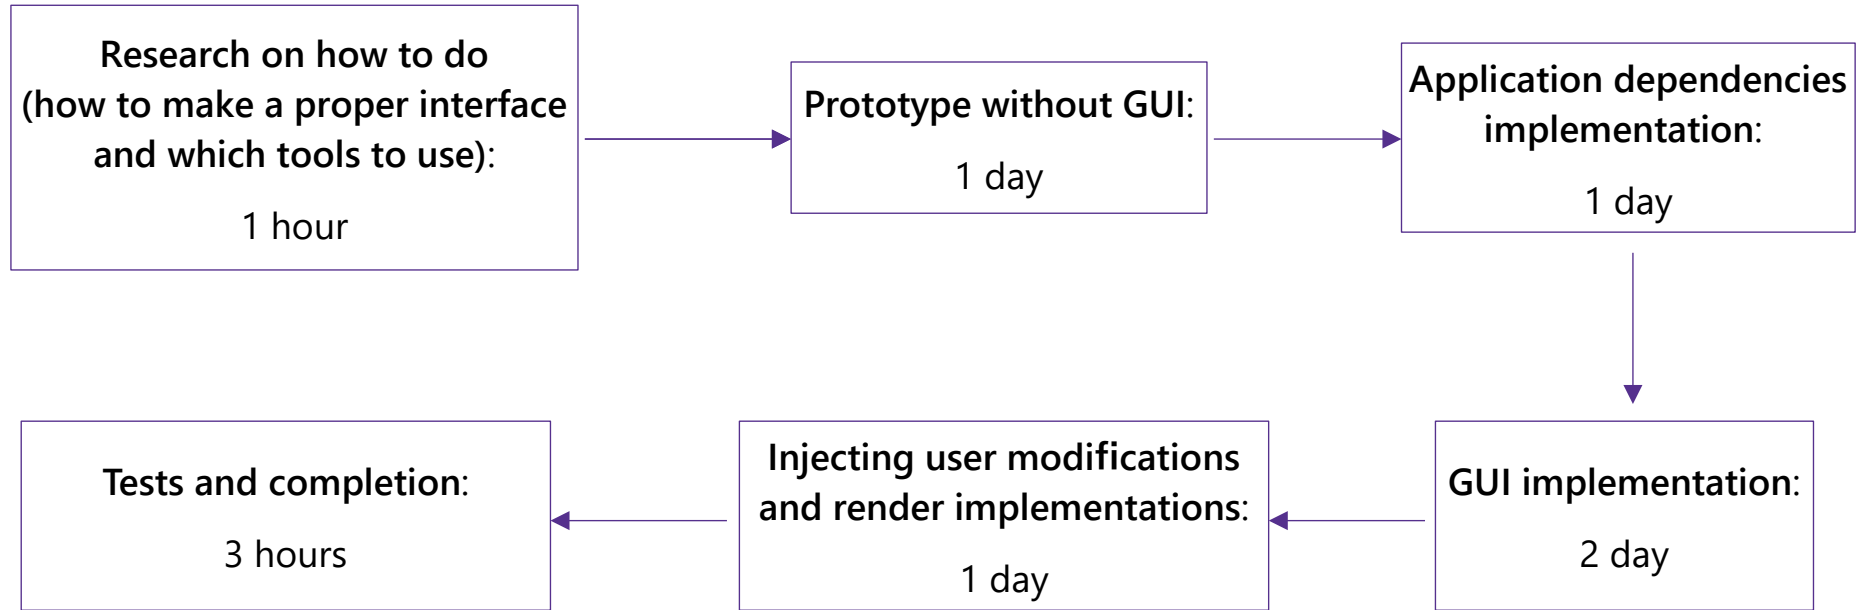 Research on how to do
(how to make a proper interface
and which tools to use):
1 hour
Prototype without GUI:
1 day
Application dependencies
implementation:
1 day
GUI implementation:
2 day
Injecting user modifications
and render implementations:
1 day
Tests and completion:
3 hours